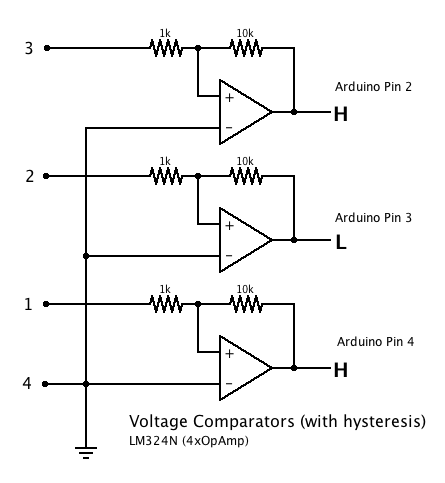 1k
10k
3
+
−
Arduino Pin 2
H
1k
10k
2
+
−
Arduino Pin 3
L
1k
10k
1
+
−
Arduino Pin 4
H
4
Voltage Comparators (with hysteresis)
LM324N (4xOpAmp)